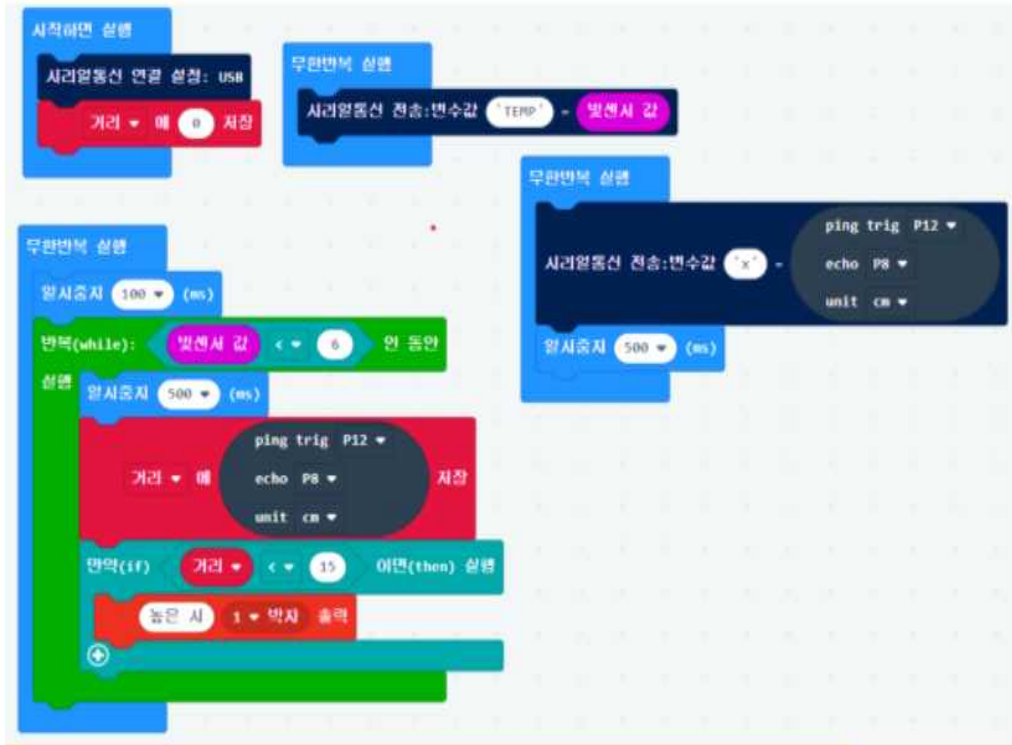 시작하면 실행
시리얼통신 연결 설정: USB
거리 에 0 저장
무한반복 실행
시리얼통신 전송:변수값 "TEMP" = 빛센서 값
무한반복 실행
시리얼통신 전송:변수값 "x" =
ping trig P12
echo P8
unit cm
일시중지 500 (ms)
무한반복 실행
일시중지 100 (ms)
반복(while): 빛센서 값 < 6 인 동안
실행
일시중지 500 (ms)
거리 에
ping trig P12
echo P8
unit cm
저장
만약(if) 거리 < 15 이면(then) 실행
높은 시 1 박자 출력